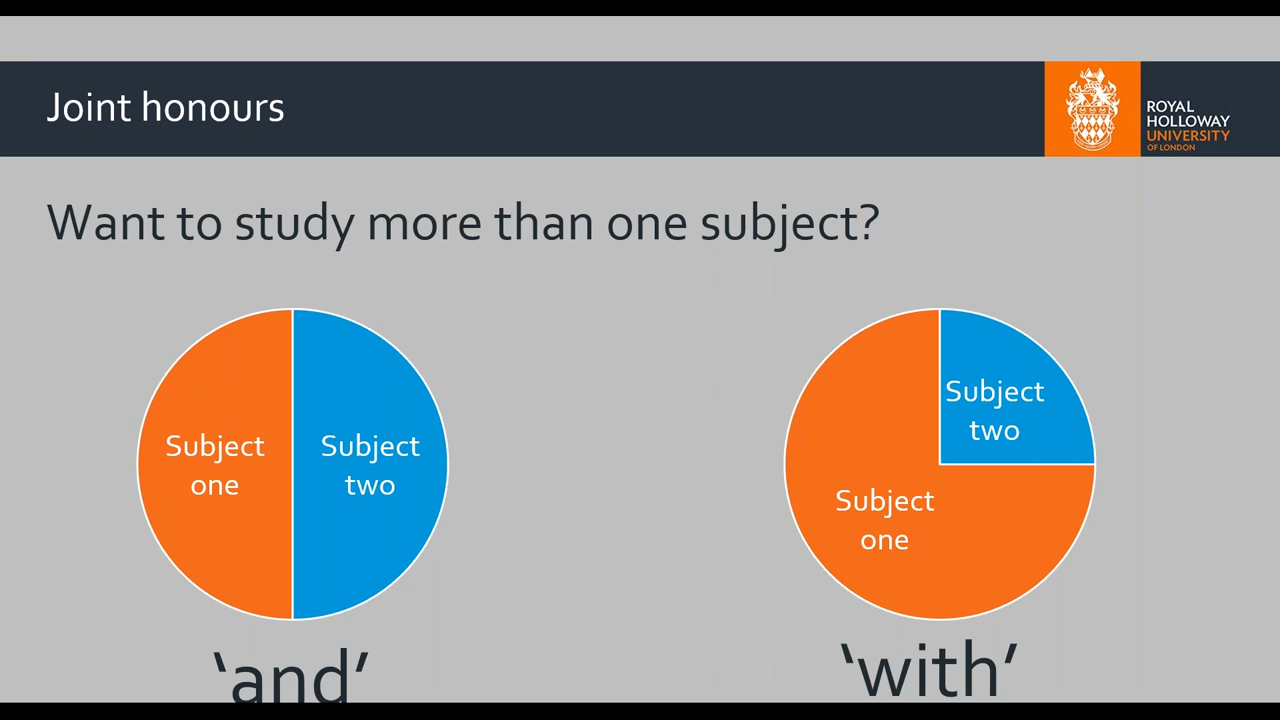 Joint honours
ROYAL
HOLLOWAY
UNIVERSITY
OF LONDON
Want to study more than one subject?
Subject
one
Subject
two
Subject
two
Subject
one
‘and’
‘with’